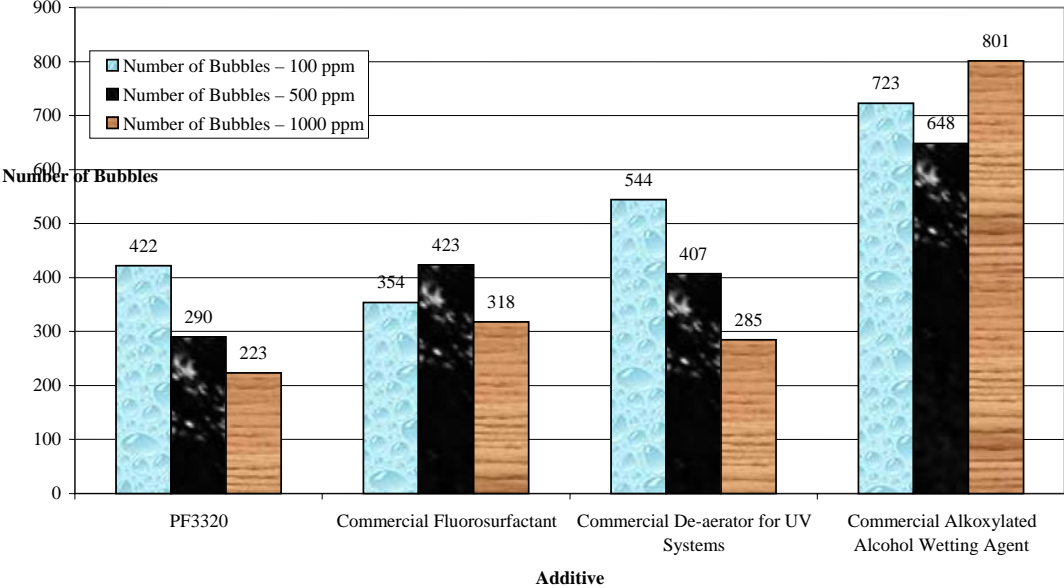 900
800
700
600
500
400
300
200
100
0
Number of Bubbles
Number of Bubbles – 100 ppm
Number of Bubbles – 500 ppm
Number of Bubbles – 1000 ppm
422
290
223
354
423
318
544
407
285
723
648
801
PF3320
Commercial Fluorosurfactant
Commercial De-aerator for UV
Systems
Commercial Alkoxylated
Alcohol Wetting Agent
Additive